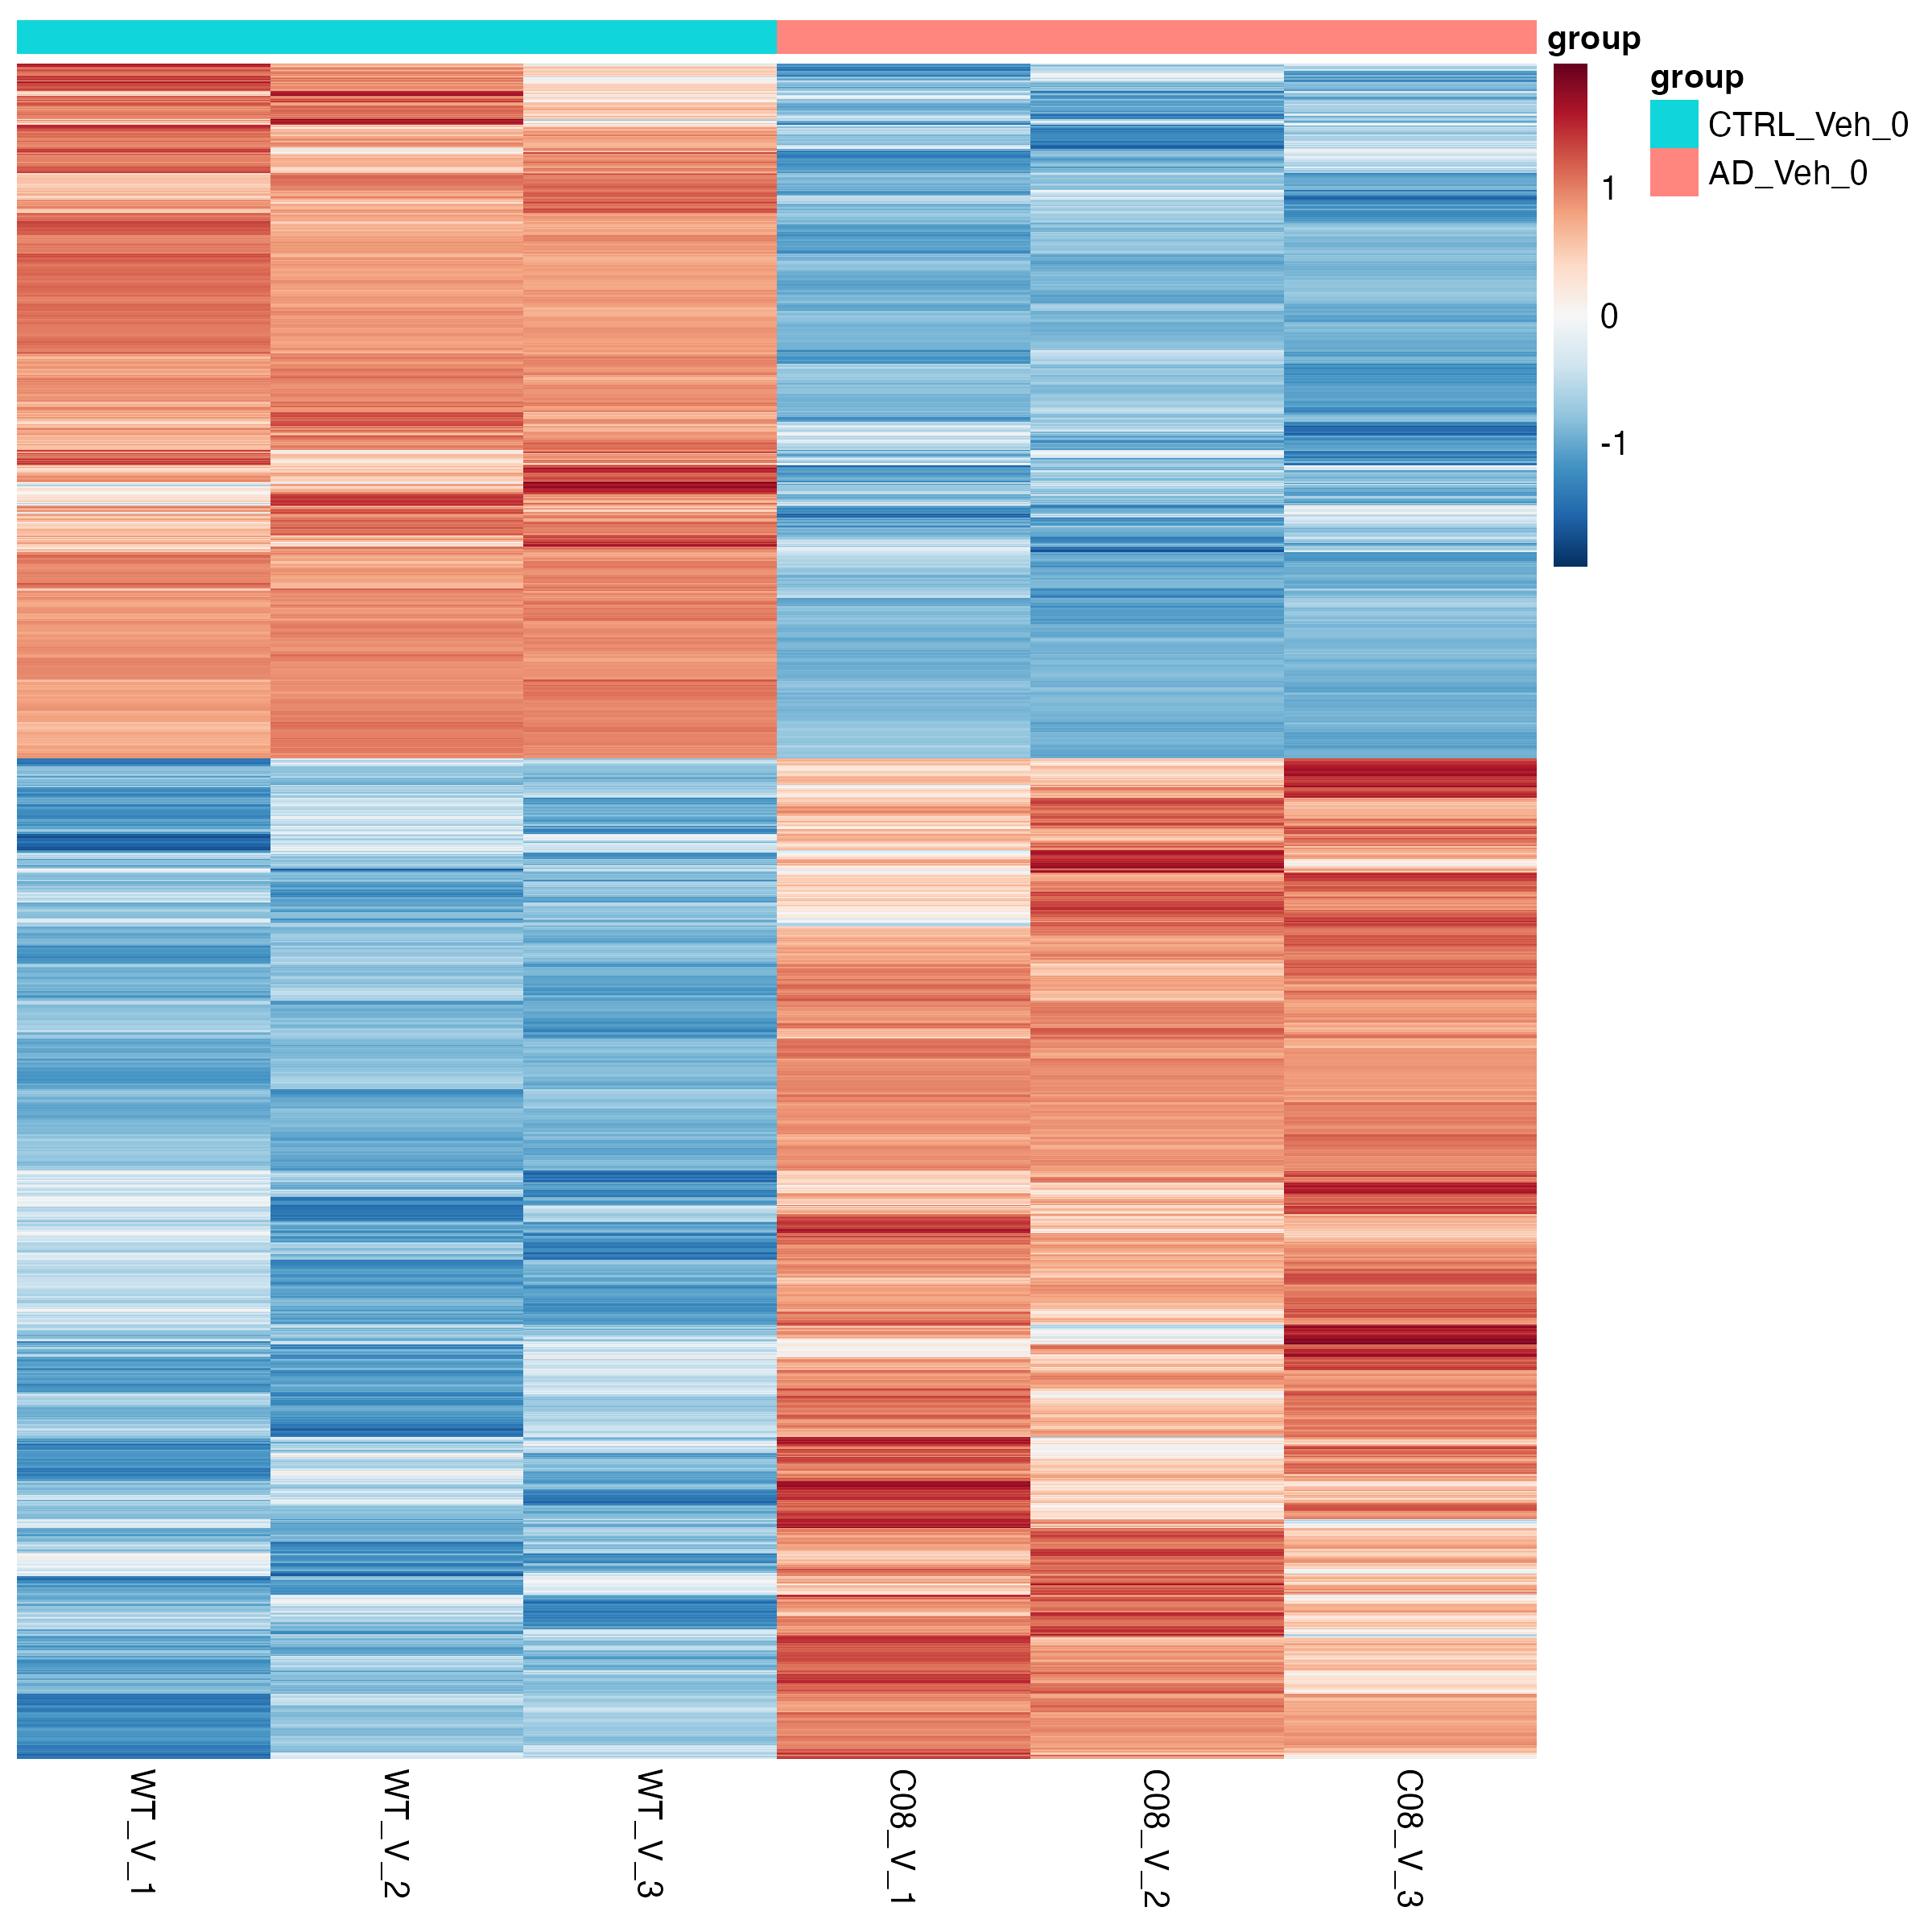 group
group
CTRL_Veh_0
AD_Veh_0
1
0
-1
WT_V_1
WT_V_2
WT_V_3
C08_V_1
C08_V_2
C08_V_3